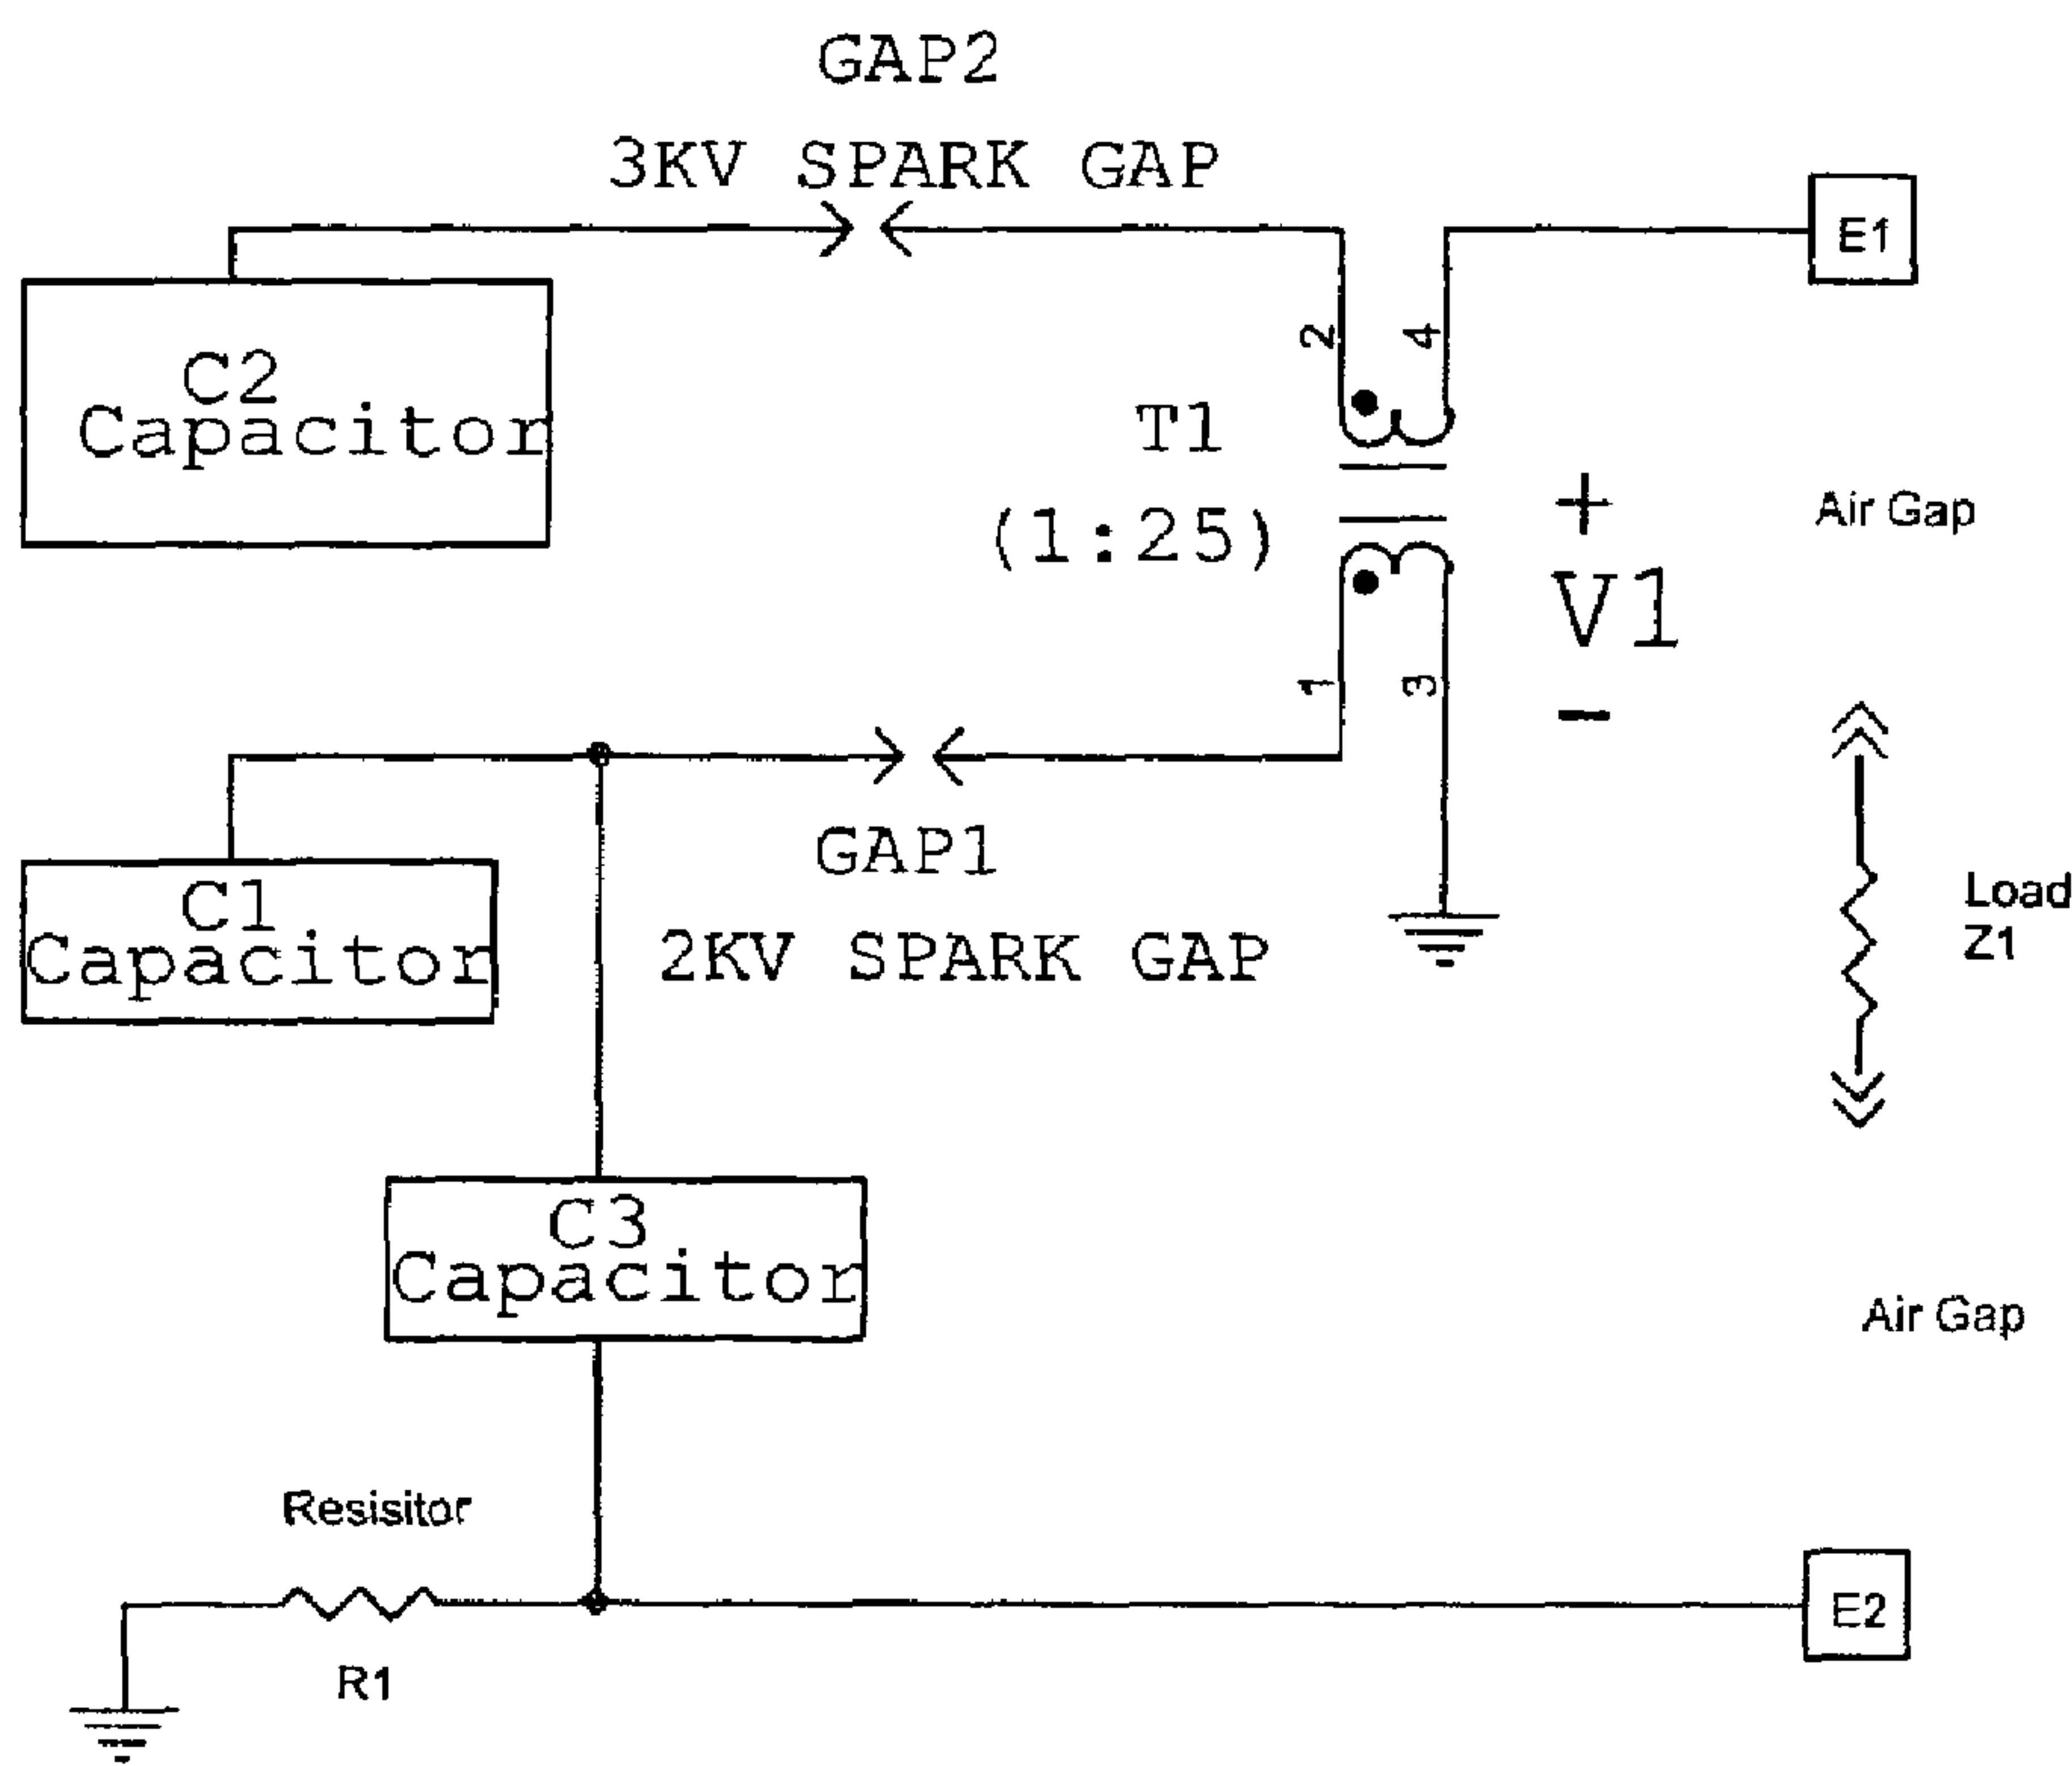 GAP2
3KV SPARK GAP
E1
2
4
C2
Capacitor
T1
(1:25)
+
V1
-
Air Gap
1
3
GAP1
2KV SPARK GAP
C1
Capacitor
Load
Z1
C3
Capacitor
Air Gap
Resisitor
R1
E2